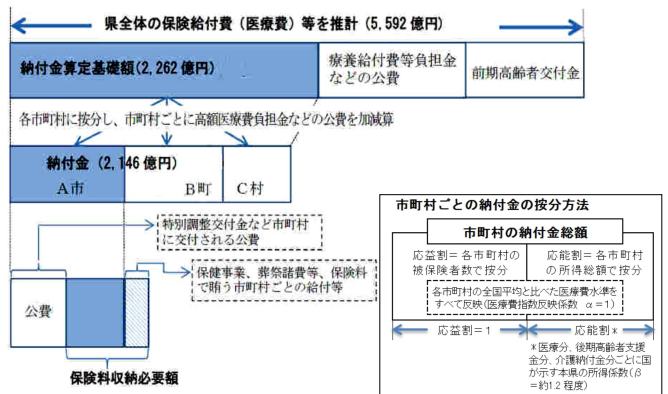 県全体の保険給付費（医療費）等を推計（5,592 億円）
納付金算定基礎額(2,262 億円)
療養給付費等負担金
などの公費
前期高齢者交付金
各市町村に按分し、市町村ごとに高額医療費負担金などの公費を加減算
納付金（2,146 億円）
A市
B町
C村
特別調整交付金など市町村
に交付される公費
保健事業、葬祭諸費等、保険料
で賄う市町村ごとの給付等
公費
保険料収納必要額
市町村ごとの納付金の按分方法
市町村の納付金総額
応益割＝各市町村の
被保険者数で按分
応能割＝各市町村
の所得総額で按分
各市町村の全国平均と比べた医療費水準を
すべて反映(医療費指数反映係数　α＝1)
応益割＝1
応能割＊
＊医療分、後期高齢者支援
金分、介護納付金分ごとに国
が示す本県の所得係数(β
＝約1.2 程度)